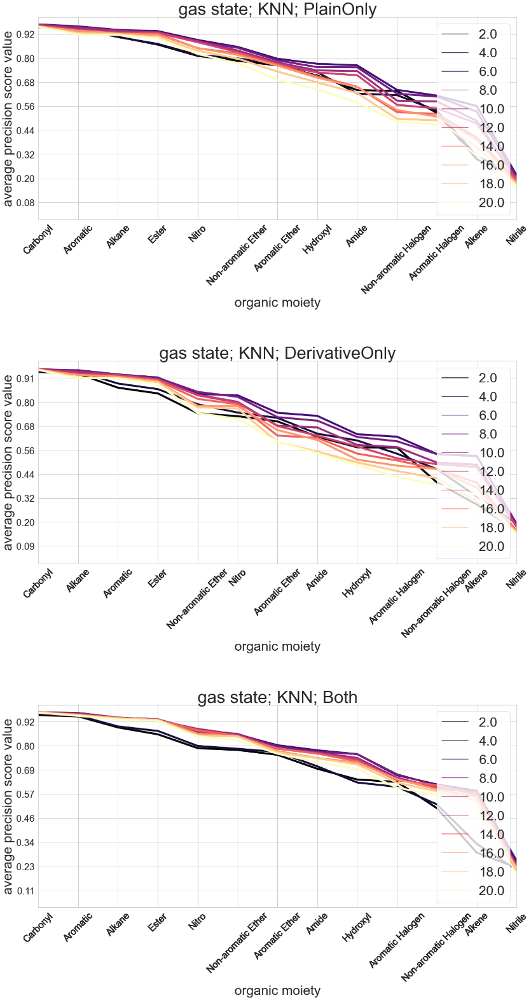 gas state; KNN; PlainOnly
average precision score value
0.92
0.80
0.68
0.56
0.44
0.32
0.20
0.08
2.0
4.0
6.0
8.0
10.0
12.0
14.0
16.0
18.0
20.0
Carbonyl
Aromatic
Alkane
Ester
Nitro
Non-aromatic Ether
Aromatic Ether
Hydroxyl
Amide
Non-aromatic Halogen
Aromatic Halogen
Alkene
Nitrile
organic moiety
gas state; KNN; DerivativeOnly
average precision score value
0.91
0.80
0.68
0.56
0.44
0.32
0.20
0.09
2.0
4.0
6.0
8.0
10.0
12.0
14.0
16.0
18.0
20.0
Carbonyl
Alkane
Aromatic
Ester
Non-aromatic Ether
Nitro
Aromatic Ether
Amide
Hydroxyl
Aromatic Halogen
Non-aromatic Halogen
Alkene
Nitrile
organic moiety
gas state; KNN; Both
average precision score value
0.92
0.80
0.69
0.57
0.46
0.34
0.23
0.11
2.0
4.0
6.0
8.0
10.0
12.0
14.0
16.0
18.0
20.0
Carbonyl
Aromatic
Alkane
Ester
Nitro
Non-aromatic Ether
Aromatic Ether
Amide
Hydroxyl
Aromatic Halogen
Non-aromatic Halogen
Alkene
Nitrile
organic moiety